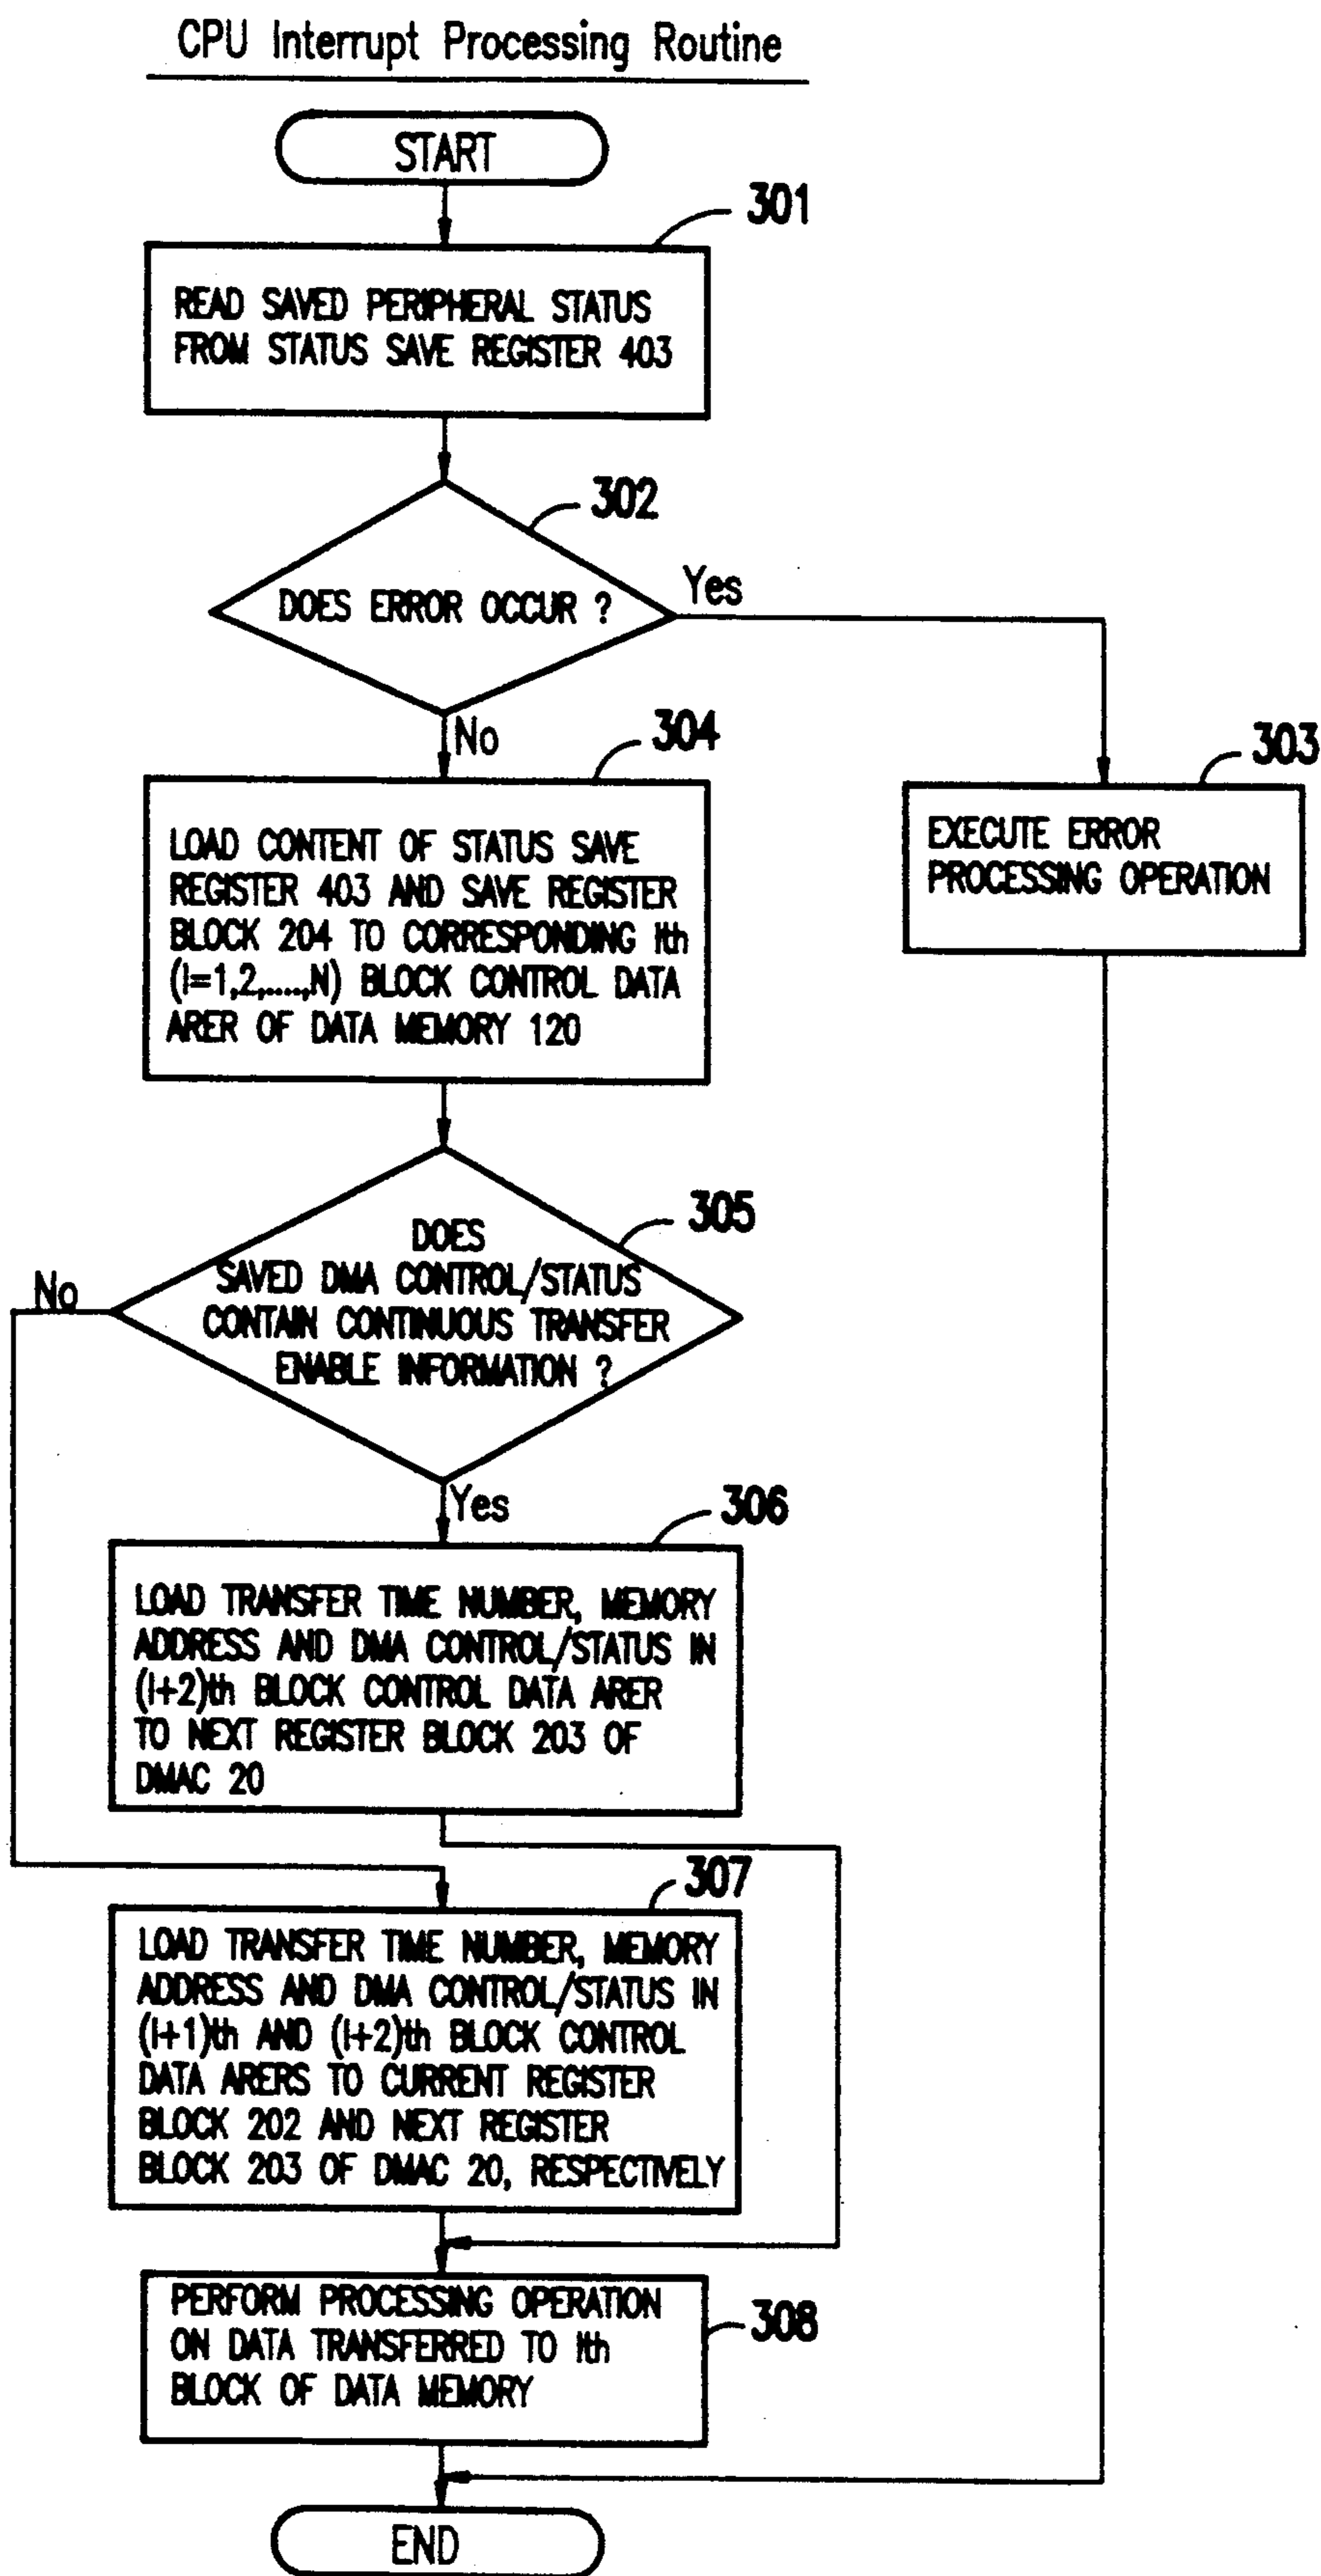 CPU Interrupt Processing Routine
START
301
READ SAVED PERIPHERAL STATUS
FROM STATUS SAVE REGISTER 403
302
DOES ERROR OCCUR ?
Yes
No
304
303
LOAD CONTENT OF STATUS SAVE
REGISTER 403 AND SAVE REGISTER
BLOCK 204 TO CORRESPONDING Ith
(I=1,2,....,N) BLOCK CONTROL DATA
ARER OF DATA MEMORY 120
EXECUTE ERROR
PROCESSING OPERATION
305
DOES
SAVED DMA CONTROL/STATUS
CONTAIN CONTINUOUS TRANSFER
ENABLE INFORMATION ?
No
Yes
306
LOAD TRANSFER TIME NUMBER, MEMORY
ADDRESS AND DMA CONTROL/STATUS IN
(I+2)th BLOCK CONTROL DATA ARER
TO NEXT REGISTER BLOCK 203 OF
DMAC 20
307
LOAD TRANSFER TIME NUMBER, MEMORY
ADDRESS AND DMA CONTROL/STATUS IN
(I+1)th AND (I+2)th BLOCK CONTROL
DATA ARERS TO CURRENT REGISTER
BLOCK 202 AND NEXT REGISTER
BLOCK 203 OF DMAC 20, RESPECTIVELY
308
PERFORM PROCESSING OPERATION
ON DATA TRANSFERRED TO Ith
BLOCK OF DATA MEMORY
END